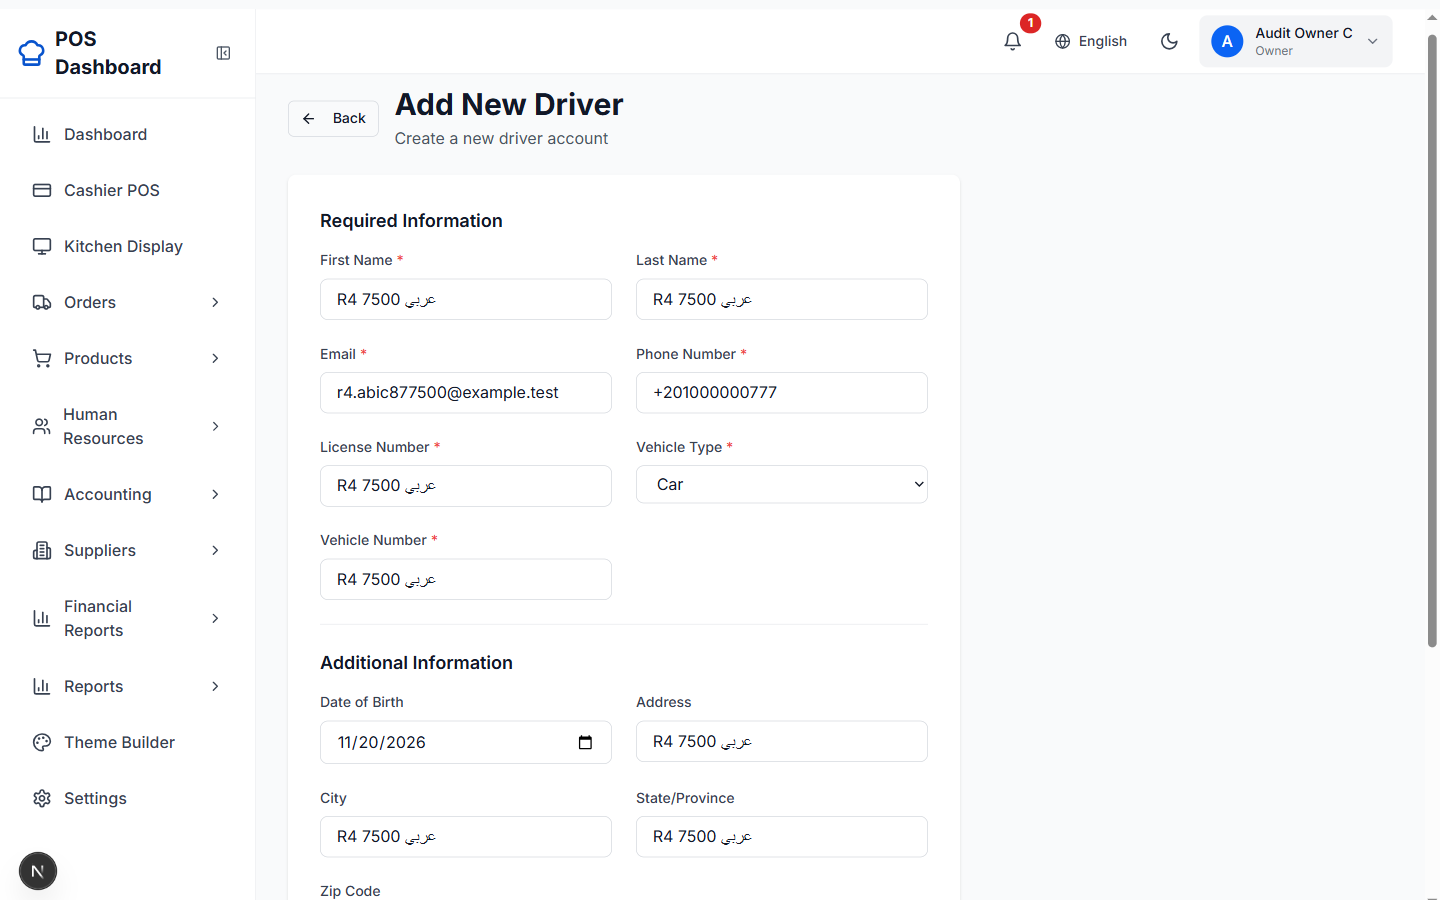 POS
Dashboard
1
English
A
Audit Owner C
Owner
Dashboard
Cashier POS
Kitchen Display
Orders
Products
Human
Resources
Accounting
Suppliers
Financial
Reports
Reports
Theme Builder
Settings
N
Back
Add New Driver
Create a new driver account
Required Information
First Name *
Last Name *
R4 7500 عربي
R4 7500 عربي
Email *
Phone Number *
r4.abic877500@example.test
+201000000777
License Number *
Vehicle Type *
R4 7500 عربي
Car
Vehicle Number *
R4 7500 عربي
Additional Information
Date of Birth
Address
11/20/2026
R4 7500 عربي
City
State/Province
R4 7500 عربي
R4 7500 عربي
Zip Code